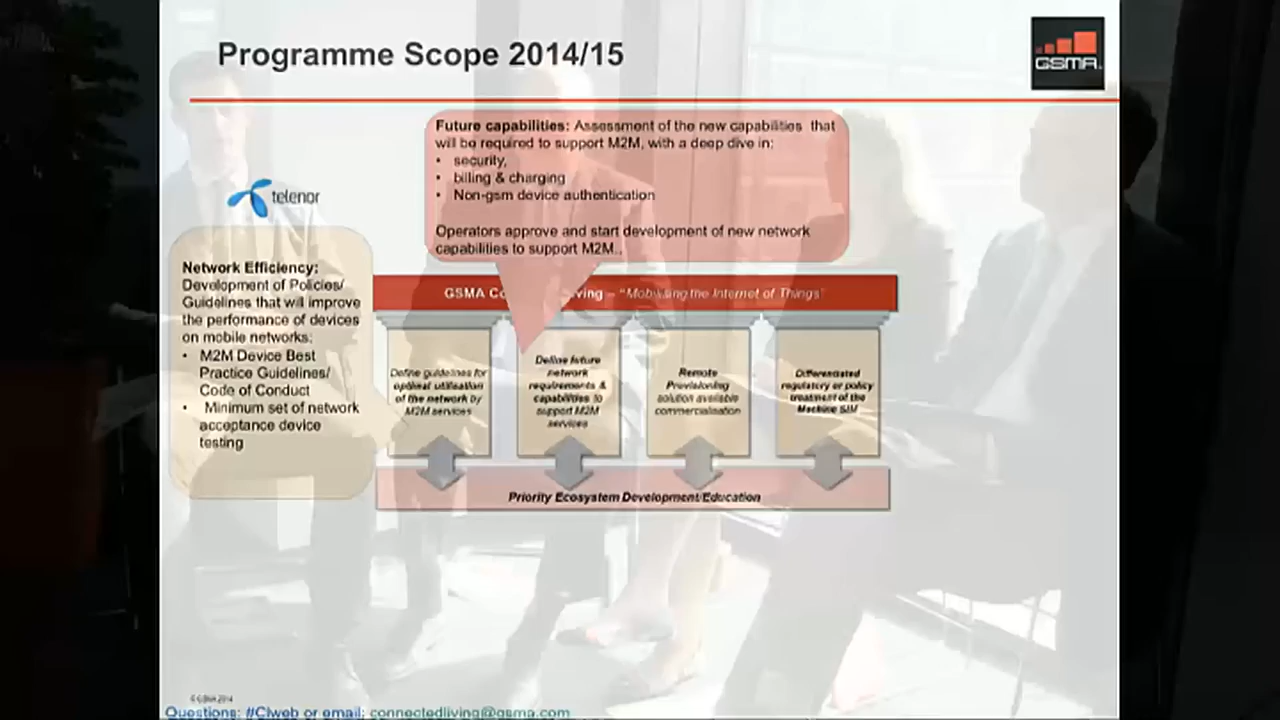 Programme Scope 2014/15
GSMA
Future capabilities: Assessment of the new capabilities that
will be required to support M2M, with a deep dive in:
• security,
• billing & charging
• Non-gsm device authentication
Operators approve and start development of new network
capabilities to support M2M..
telenor
Network Efficiency:
Development of Policies/
Guidelines that will improve
the performance of devices
on mobile networks:
• M2M Device Best
Practice Guidelines/
Code of Conduct
• Minimum set of network
acceptance device
testing
GSMA Co ving – "Mobilising the Internet of Things"
Define guidelines for
optimal utilisation
of the network by
M2M services
Define future
network
requirements &
capabilities to
support M2M
services
Remote
Provisioning
solution available
commercialisation
Differentiated
regulatory or policy
treatment of the
Machine SIM
Priority Ecosystem Development/Education
© GSMA 2014
Questions: #Clweb or email: connectedliving@gsma.com